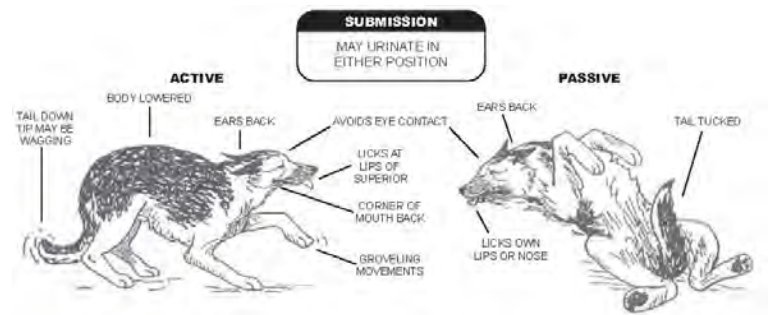 SUBMISSION
MAY URINATE IN
EITHER POSITION
ACTIVE
PASSIVE
BODY LOWERED
TAIL DOWN
TIP MAY BE
WAGGING
EARS BACK
AVOIDS EYE CONTACT
EARS BACK
TAIL TUCKED
LICKS AT
LIPS OF
SUPERIOR
CORNER OF
MOUTH BACK
GROVELING
MOVEMENTS
LICKS OWN
LIPS OR NOSE